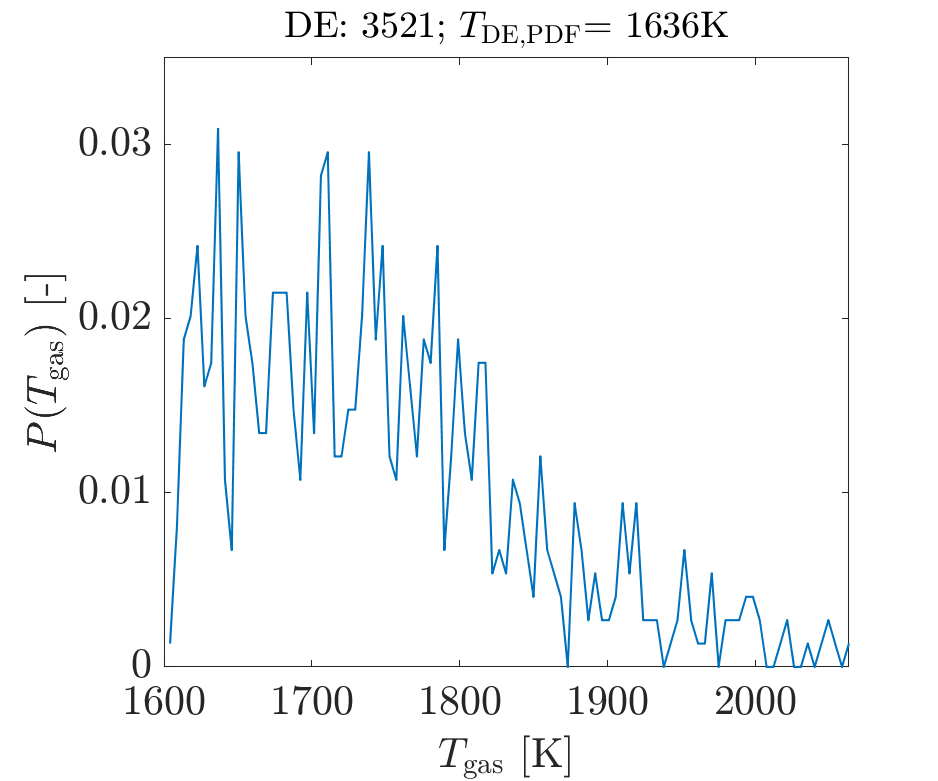 DE: 3521; T_DE,PDF= 1636K
P(T_gas) [-]
0.03
0.02
0.01
0
1600 1700 1800 1900 2000
T_gas [K]